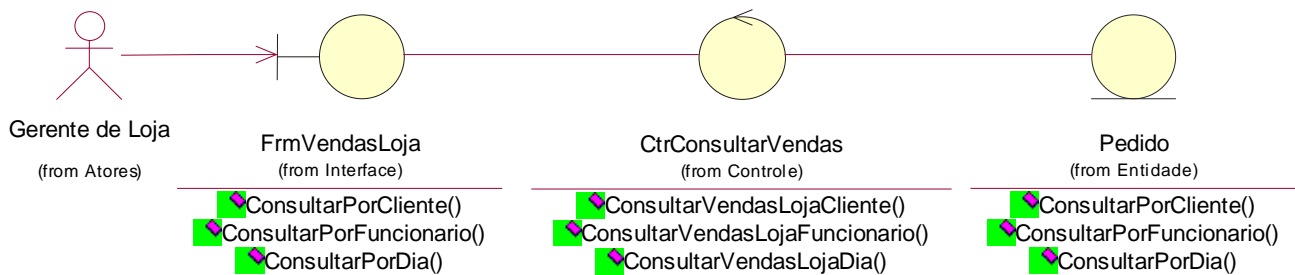 Gerente de Loja
(from Atores)
FrmVendasLoja
(from Interface)
ConsultarPorCliente()
ConsultarPorFuncionario()
ConsultarPorDia()
CtrConsultarVendas
(from Controle)
ConsultarVendasLojaCliente()
ConsultarVendasLojaFuncionario()
ConsultarVendasLojaDia()
Pedido
(from Entidade)
ConsultarPorCliente()
ConsultarPorFuncionario()
ConsultarPorDia()